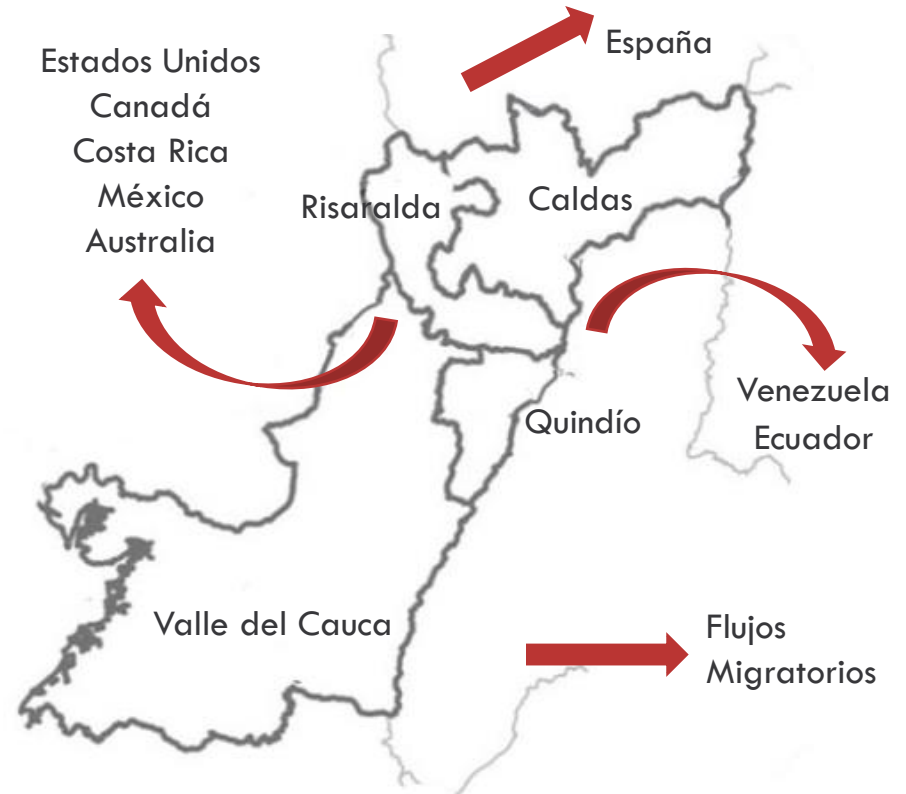 España
Estados Unidos
Canadá
Costa Rica
México
Australia
Risaralda
Caldas
Venezuela
Ecuador
Quindío
Valle del Cauca
Flujos
Migratorios